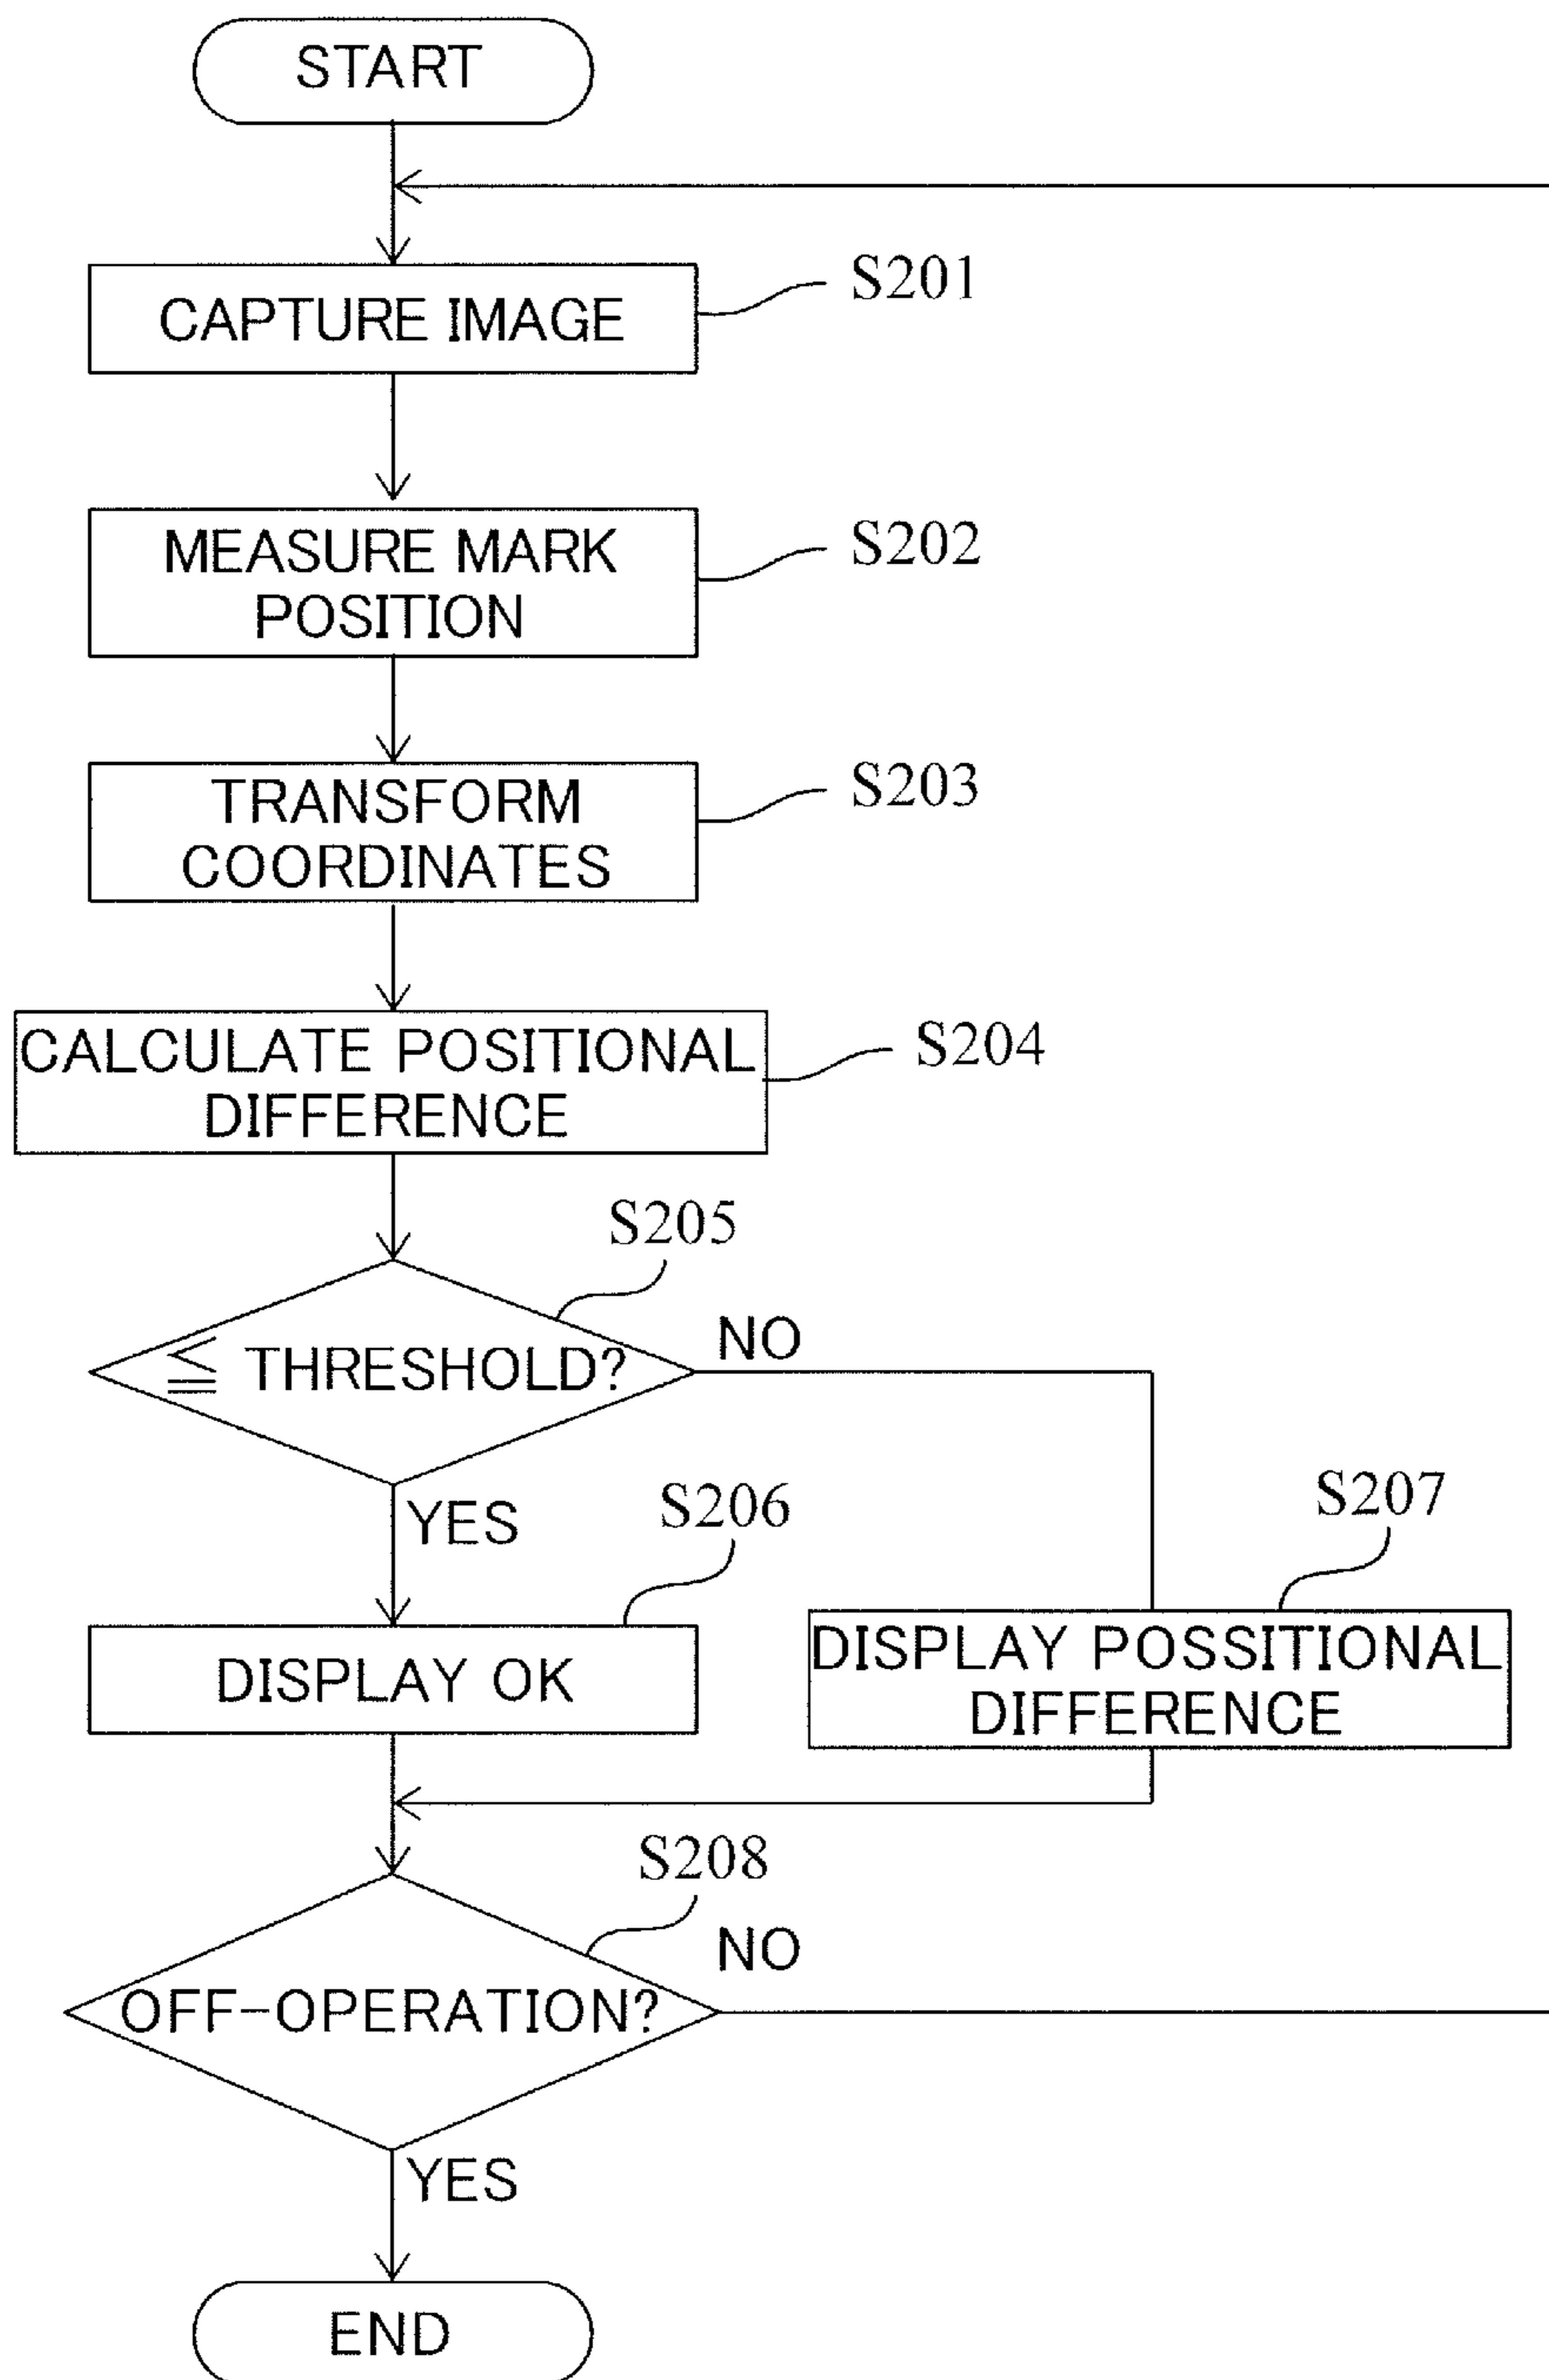 START
CAPTURE IMAGE
S201
MEASURE MARK
POSITION
S202
TRANSFORM
COORDINATES
S203
CALCULATE POSITIONAL
DIFFERENCE
S204
S205
≦ THRESHOLD?
NO
YES
S206
S207
DISPLAY OK
DISPLAY POSSITIONAL
DIFFERENCE
S208
OFF-OPERATION?
NO
YES
END